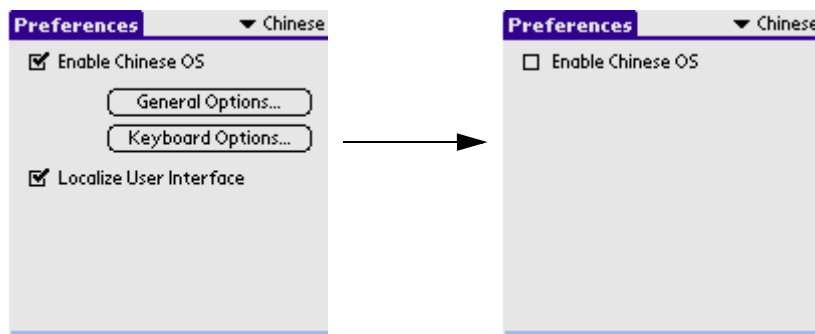 Preferences
Chinese
Enable Chinese OS
General Options...
Keyboard Options...
Localize User Interface
Preferences
Chinese
Enable Chinese OS